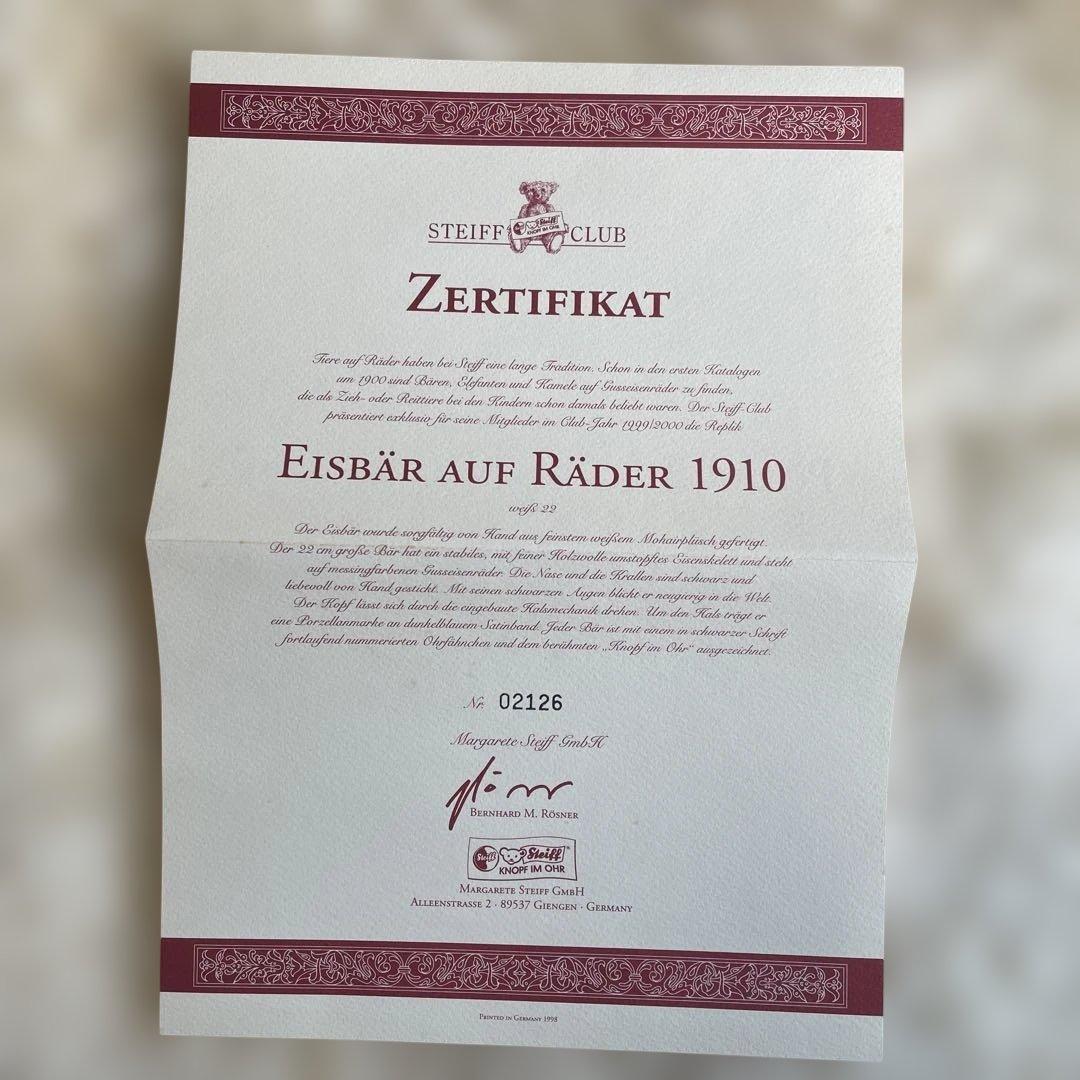 STEIFF CLUB
Steiff
KNOPF IM OHR
ZERTIFIKAT
Tiere auf Räder haben bei Steiff eine lange Tradition. Schon in den ersten Katalogen
um 1900 sind Bären, Elefanten und Kamele auf Gusseisenräder zu finden,
die als Zieh- oder Reittiere bei den Kindern schon damals beliebt waren. Der Steiff-Club
präsentiert exklusiv für seine Mitglieder im Club-Jahr 1999/2000 die Replik
EISBÄR AUF RÄDER 1910
weiß 22
Der Eisbär wurde sorgfältig von Hand aus feinstem weißem Mohairplüsch gefertigt.
Der 22 cm große Bär hat ein stabiles, mit feiner Holzwolle umstopftes Eisenskelett und steht
auf messingfarbenen Gusseisenräder. Die Nase und die Krallen sind schwarz und
liebevoll von Hand gestickt. Mit seinen schwarzen Augen blickt er neugierig in die Welt.
Der Kopf lässt sich durch die eingebaute Halsmechanik drehen. Um den Hals trägt er
eine Porzellanmarke an dunkelblauem Satinband. Jeder Bär ist mit einem in schwarzer Schrift
fortlaufend nummerierten Ohrfähnchen und dem berühmten „Knopf im Ohr“ ausgezeichnet.
Nr. 02126
Margarete Steiff GmbH
BERNHARD M. RÖSNER
Steiff Steiff®
KNOPF IM OHR
MARGARETE STEIFF GMBH
ALLEENSTRASSE 2 · 89537 GIENGEN · GERMANY
PRINTED IN GERMANY 1998